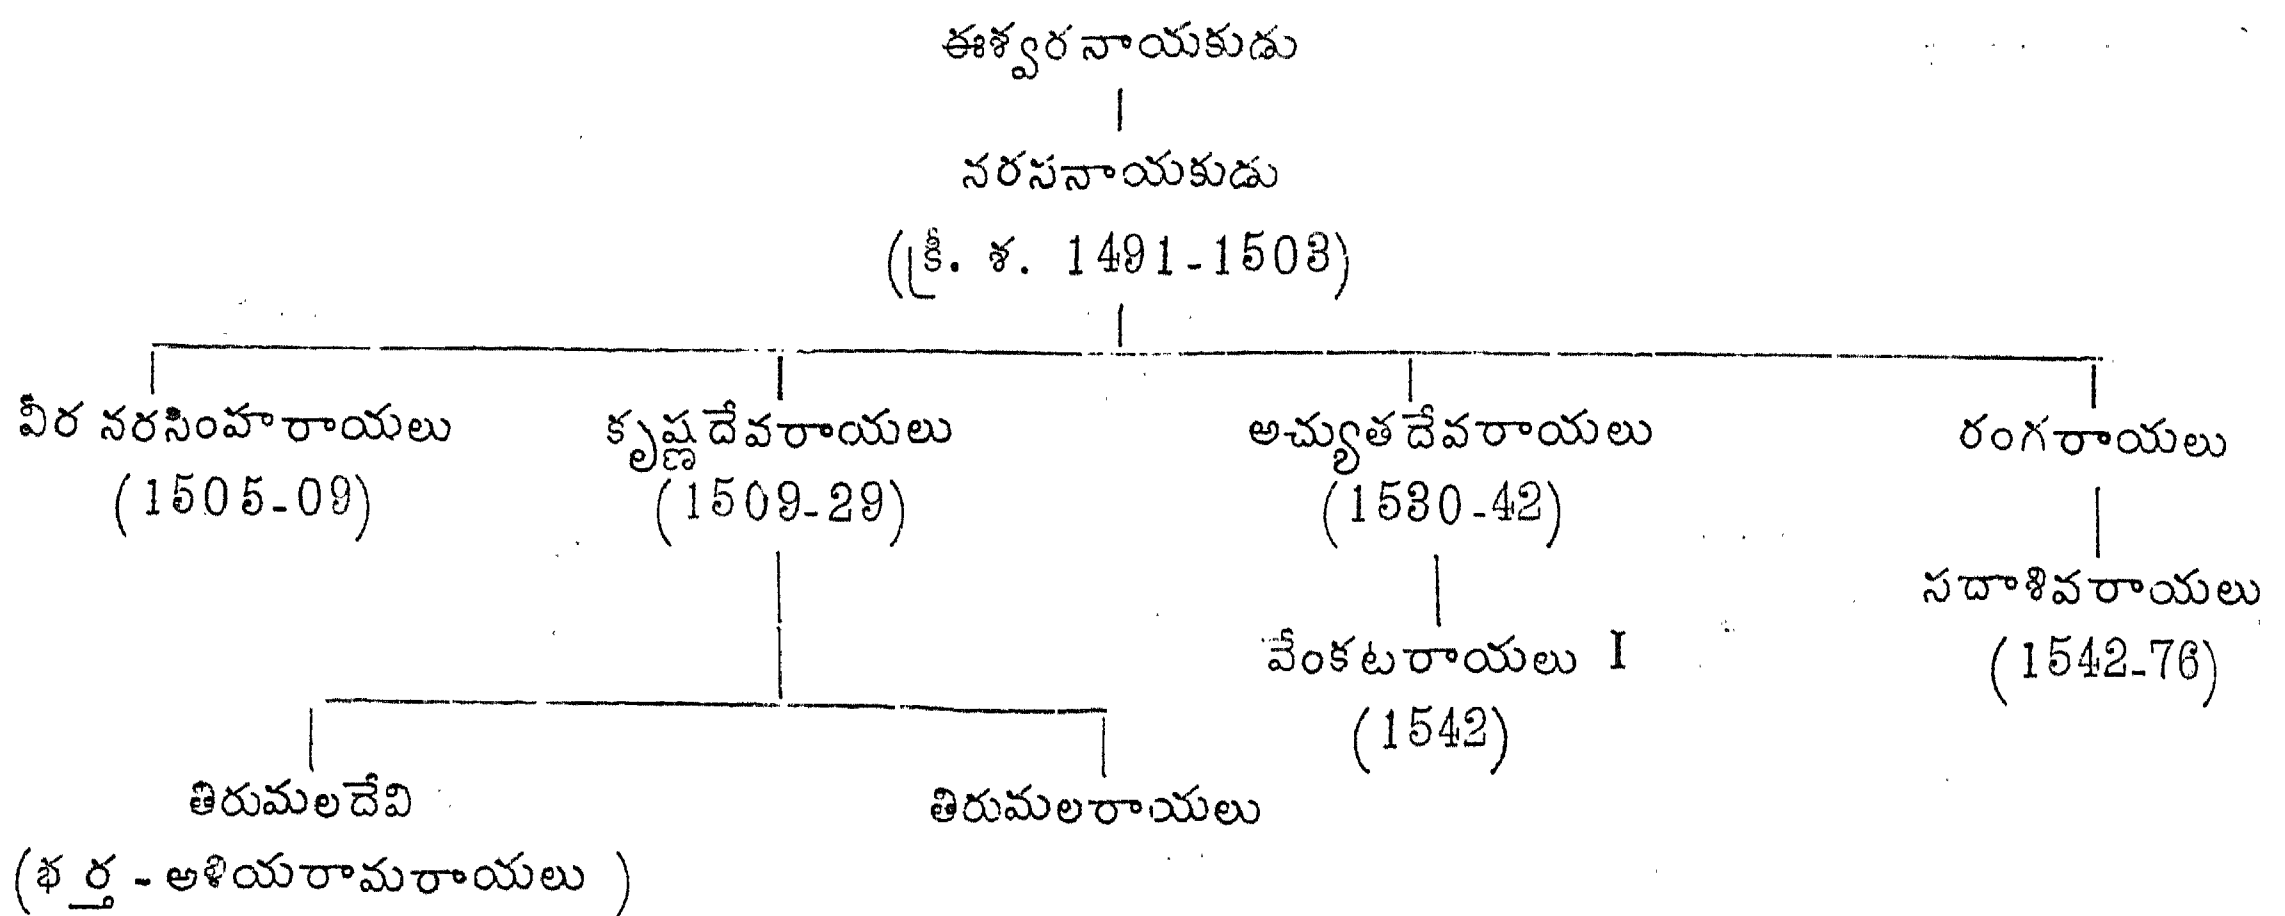 ఈశ్వర నాయకుడు
నరసనాయకుడు
(క్రీ. శ. 1491-1503)
వీర నరసింహరాయలు కృష్ణదేవరాయలు అచ్యుతదేవరాయలు రంగరాయలు
(1505-09) (1509-29) (1530-42)
సదాశివరాయలు
వేంకటరాయలు I (1542-76)
(1542)
తిరుమలదేవి తిరుమలరాయలు
(భర్త - అళియరామరాయలు )